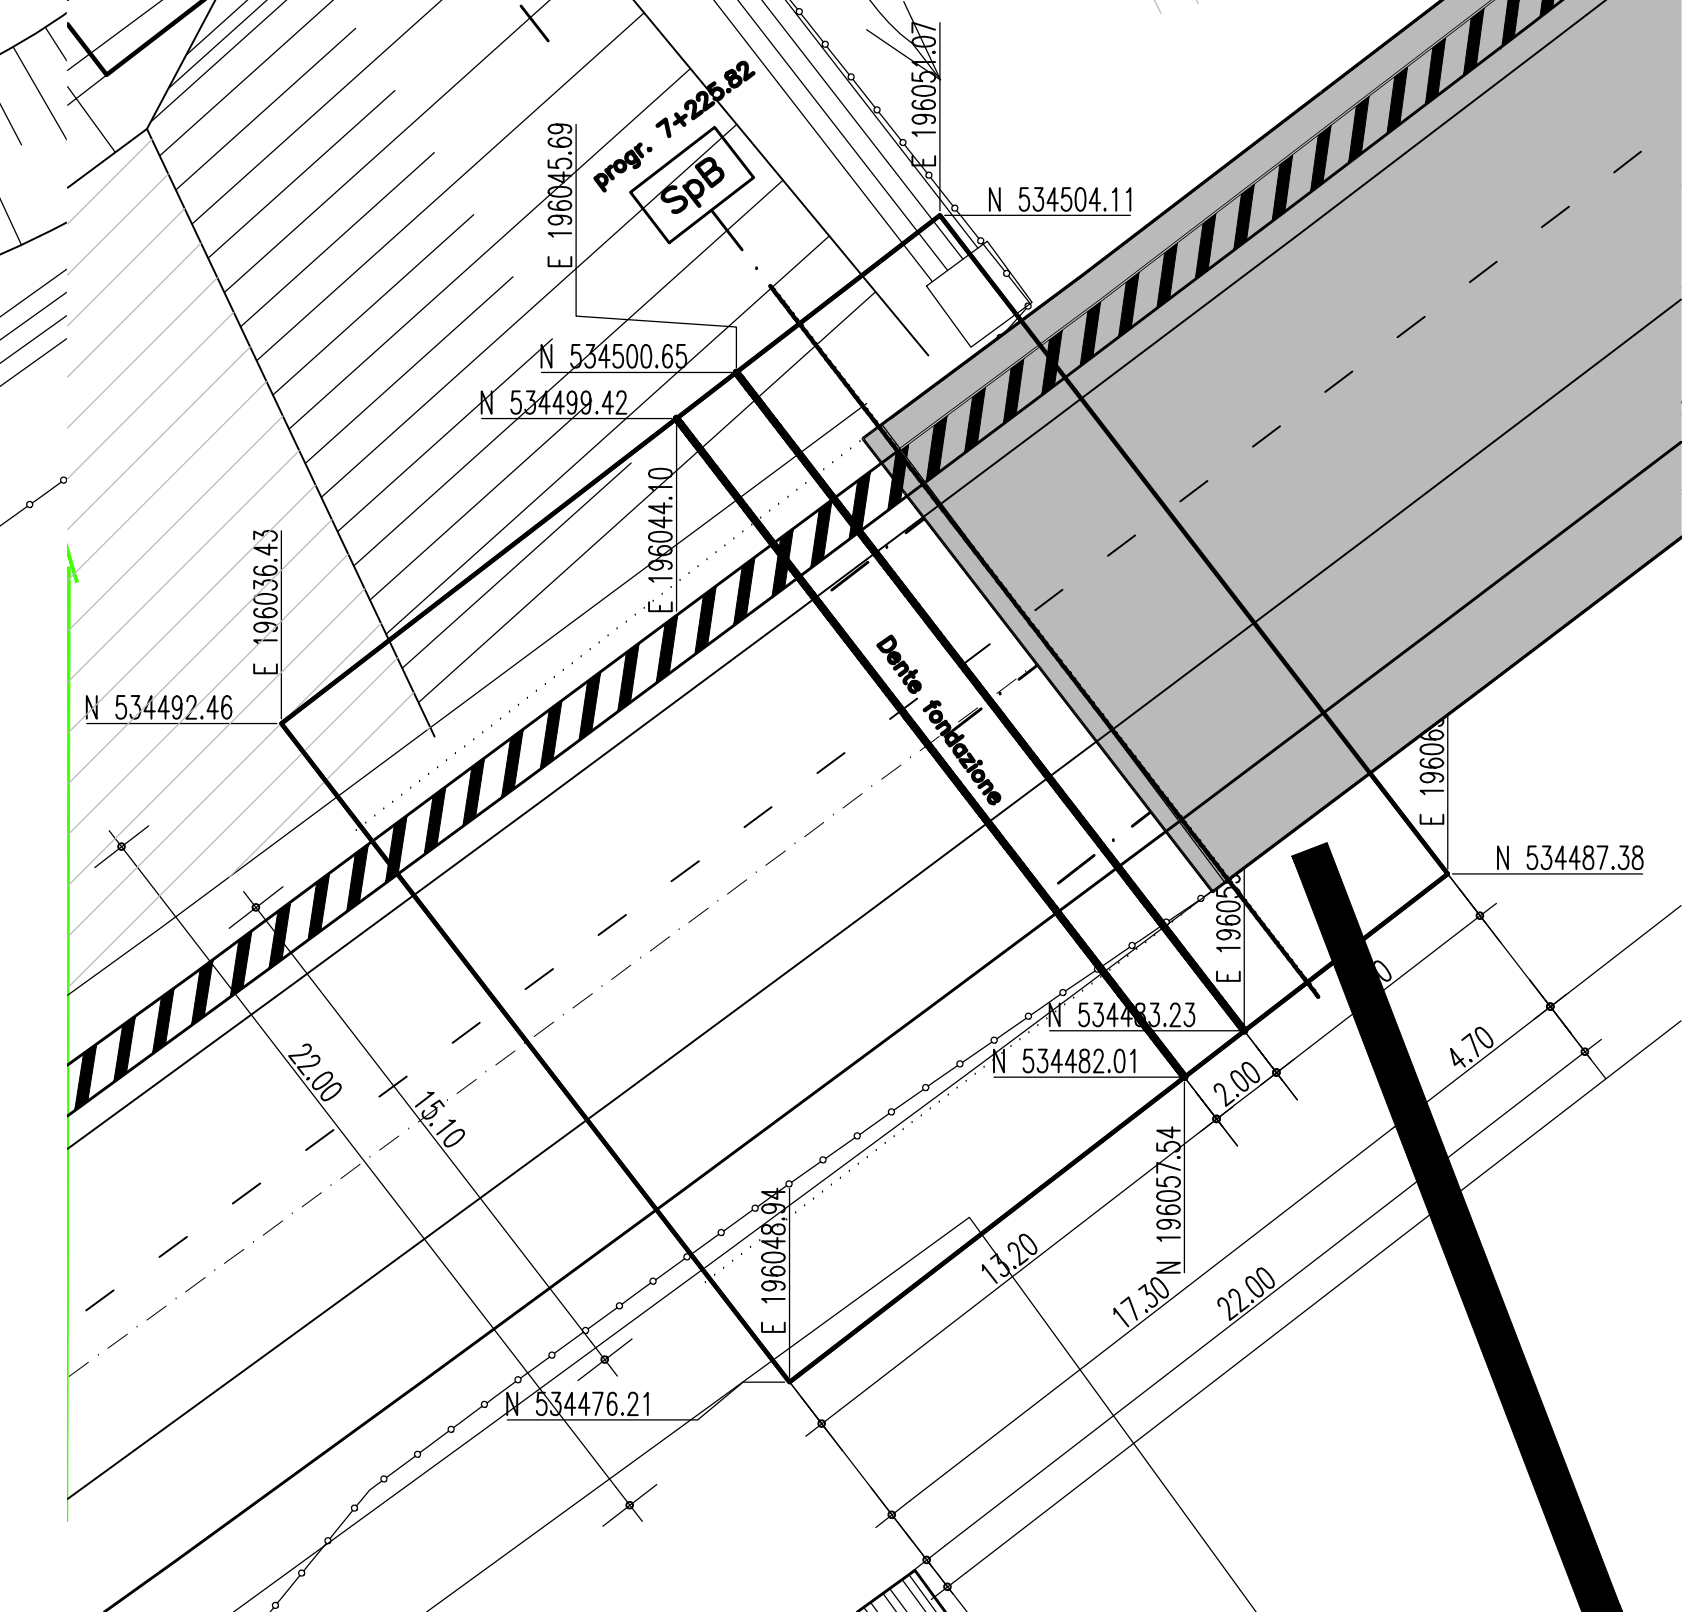 E 196051.07
progr. 7+225.82
SpB
E 196045.69
N 534504.11
N 534500.65
N 534499.42
E 196044.10
E 196036.43
N 534492.46
Dente fondazione
N 534487.38
N 534483.23
N 534482.01
22.00
15.10
2.00
4.70
N 196057.54
E 196048.94
13.20
17.30
22.00
N 534476.21